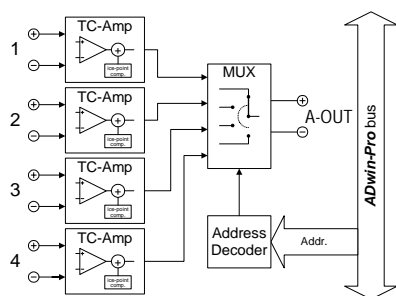 TC-Amp
1
ice-point
comp.
TC-Amp
2
ice-point
comp.
TC-Amp
3
ice-point
comp.
TC-Amp
4
ice-point
comp.
MUX
A-OUT
Address
Decoder
Addr.
ADwin-Pro bus